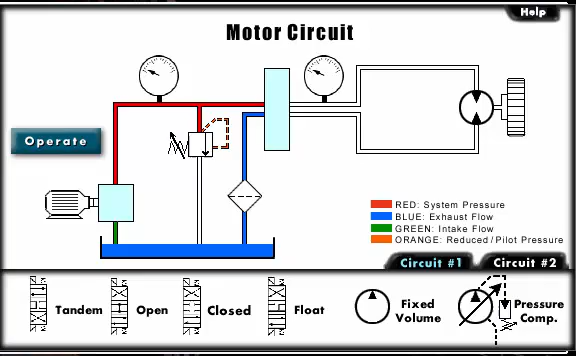 Help
Motor Circuit
Operate
RED: System Pressure
BLUE: Exhaust Flow
GREEN: Intake Flow
ORANGE: Reduced/Pilot Pressure
Circuit #1 Circuit #2
Tandem Open Closed Float Fixed Volume Pressure Comp.